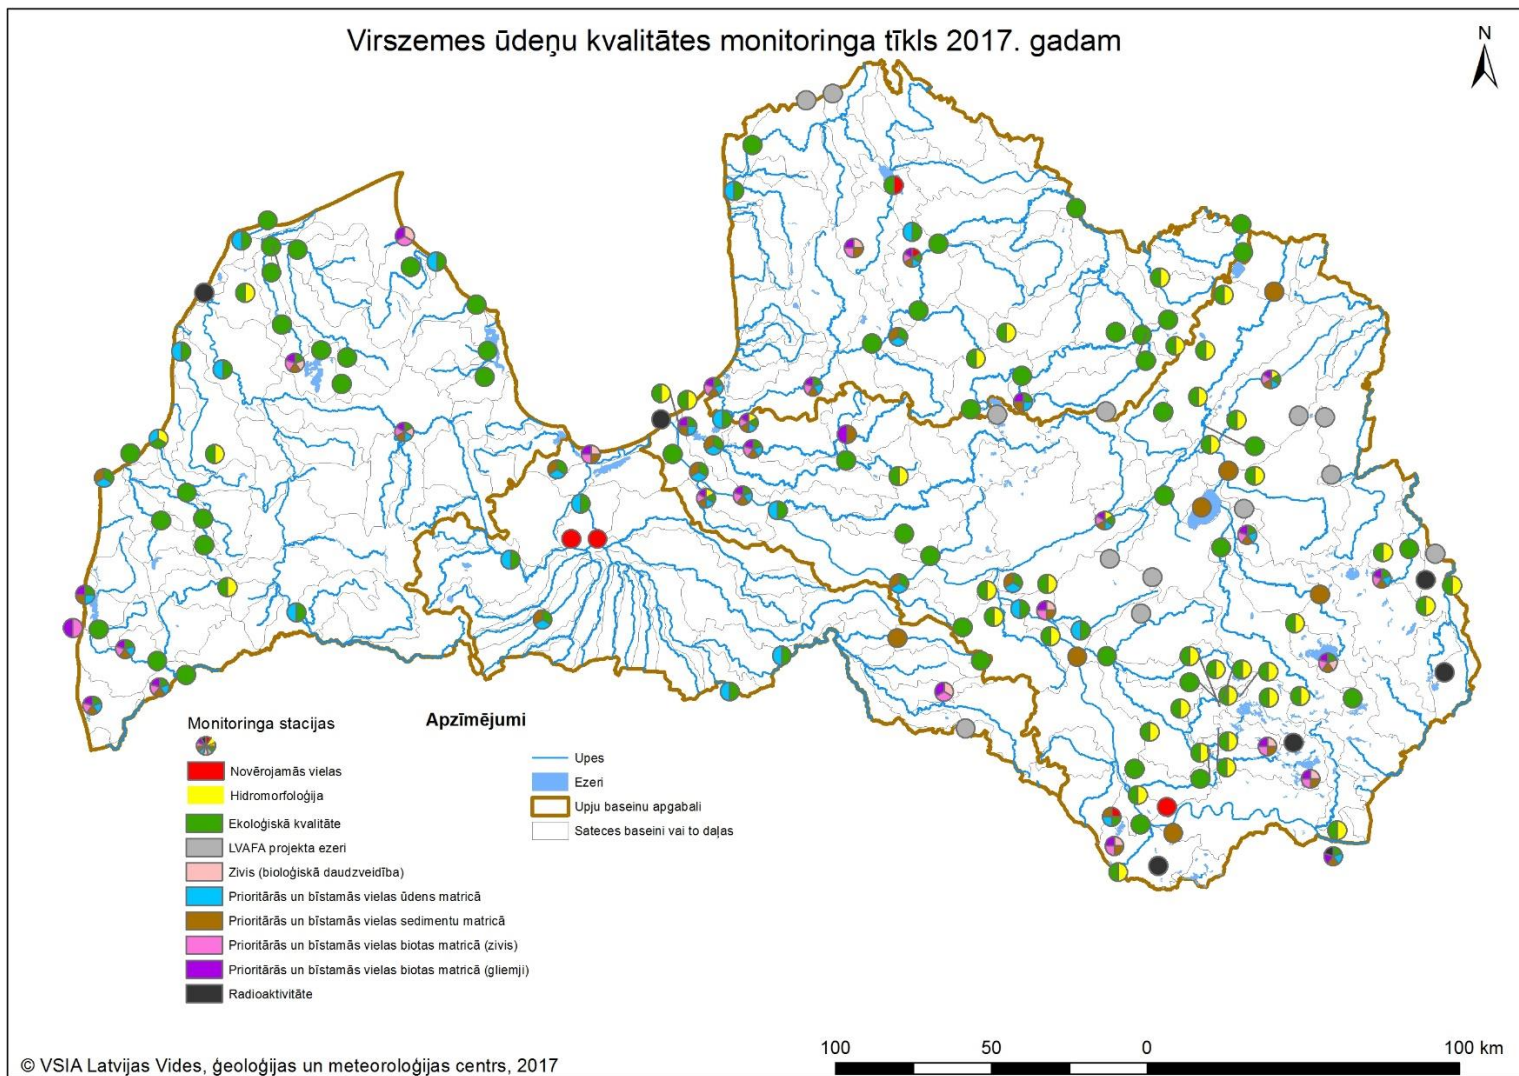 Virszemes ūdeņu kvalitātes monitoringa tīkls 2017. gadam
N
Monitoringa stacijas
Apzīmējumi
Novērojamās vielas
Hidromorfoloģija
Ekoloģiskā kvalitāte
LVAFA projekta ezeri
Zivis (bioloģiskā daudzveidība)
Prioritārās un bīstamās vielas ūdens matricā
Prioritārās un bīstamās vielas sedimentu matricā
Prioritārās un bīstamās vielas biotas matricā (zivis)
Prioritārās un bīstamās vielas biotas matricā (gliemji)
Radioaktivitāte
Upes
Ezeri
Upju baseinu apgabali
Sateces baseini vai to daļas
© VSIA Latvijas Vides, ģeoloģijas un meteoroloģijas centrs, 2017
100 50 0 100 km